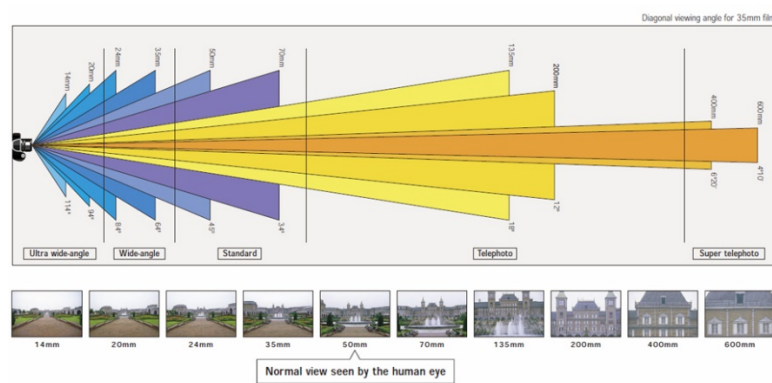 Diagonal viewing angle for 35mm film
14mm
20mm
24mm
35mm
50mm
70mm
135mm
200mm
400mm
600mm
114°
94°
84°
64°
46°
34°
18°
12°
6°20'
4°10'
Ultra wide-angle
Wide-angle
Standard
Telephoto
Super telephoto
14mm
20mm
24mm
35mm
50mm
70mm
135mm
200mm
400mm
600mm
Normal view seen by the human eye